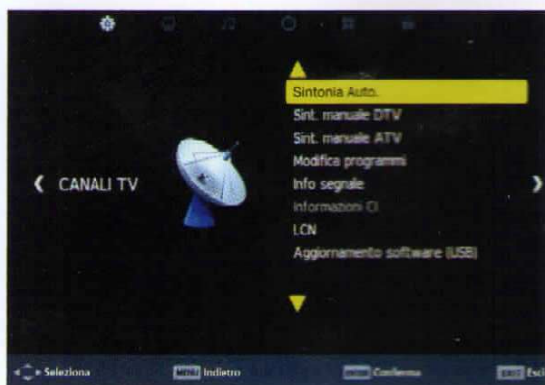 Sintonia Auto.
Sint. manuale DTV
Sint. manuale ATV
Modifica programmi
CANALI TV
Info segnale
Informazioni CI
LCN
Aggiornamento software (USB)
Seleziona MENU Indietro ENTER Conferma EXIT Esci